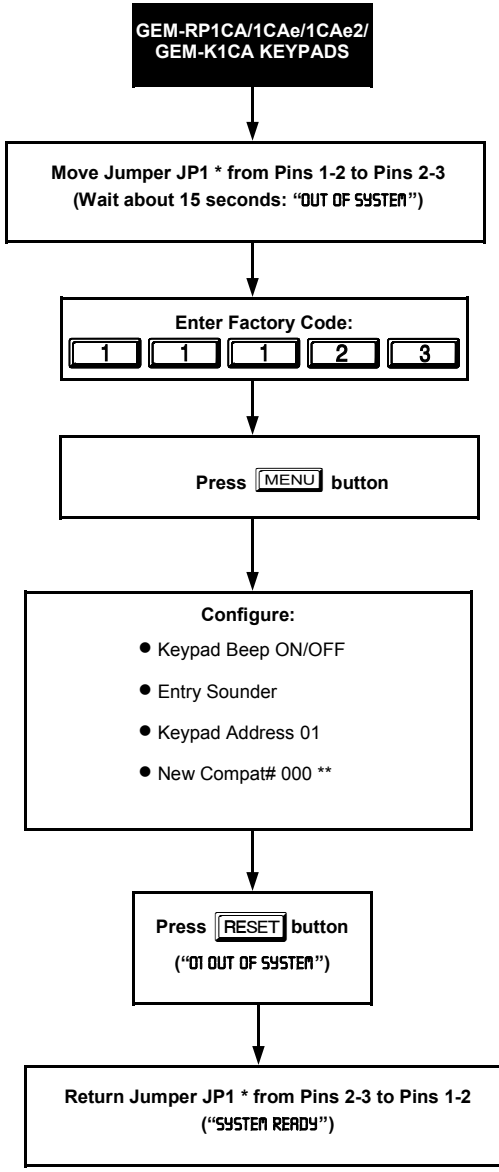 GEM-RP1CA/1CAe/1CAe2/
GEM-K1CA KEYPADS
Move Jumper JP1 * from Pins 1-2 to Pins 2-3
(Wait about 15 seconds: “OUT OF SYSTEM”)
Enter Factory Code:
1 1 1 2 3
Press MENU button
Configure:
● Keypad Beep ON/OFF
● Entry Sounder
● Keypad Address 01
● New Compat# 000 **
Press RESET button
(“01 OUT OF SYSTEM”)
Return Jumper JP1 * from Pins 2-3 to Pins 1-2
(“SYSTEM READY”)